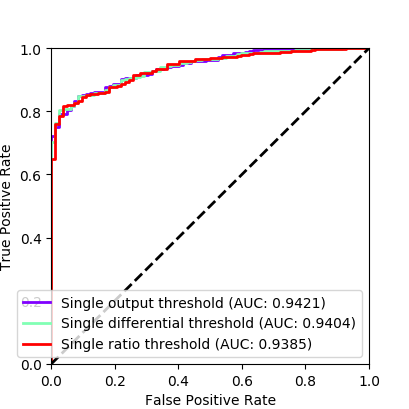 1.0
0.8
0.6
0.4
0.2
0.0
True Positive Rate
Single output threshold (AUC: 0.9421)
Single differential threshold (AUC: 0.9404)
Single ratio threshold (AUC: 0.9385)
0.0 0.2 0.4 0.6 0.8 1.0
False Positive Rate